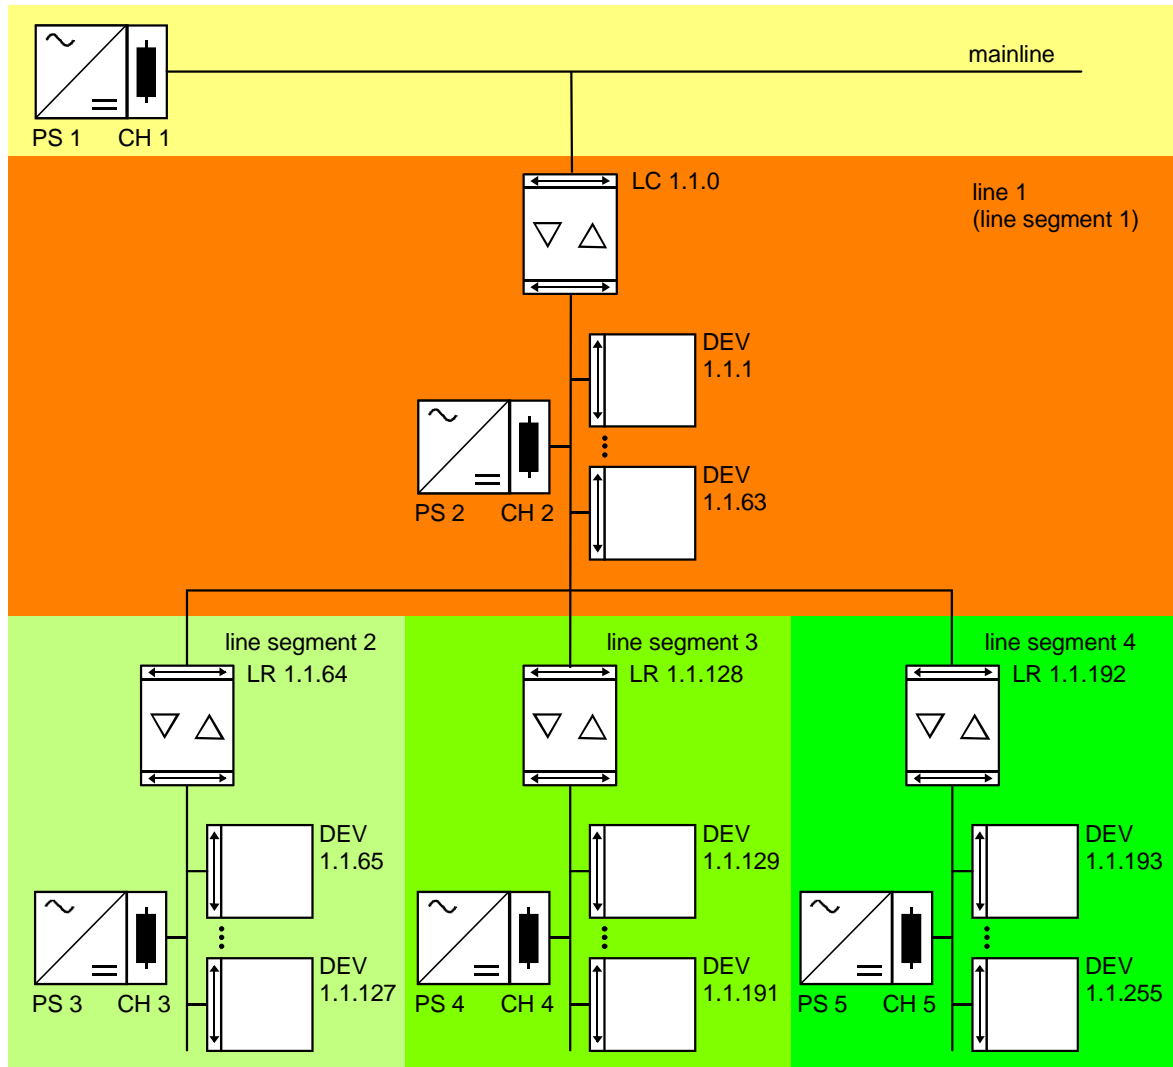 mainline
PS 1 CH 1
LC 1.1.0
line 1
(line segment 1)
DEV
1.1.1
PS 2 CH 2
DEV
1.1.63
line segment 2
LR 1.1.64
DEV
1.1.65
PS 3 CH 3
DEV
1.1.127
line segment 3
LR 1.1.128
DEV
1.1.129
PS 4 CH 4
DEV
1.1.191
line segment 4
LR 1.1.192
DEV
1.1.193
PS 5 CH 5
DEV
1.1.255